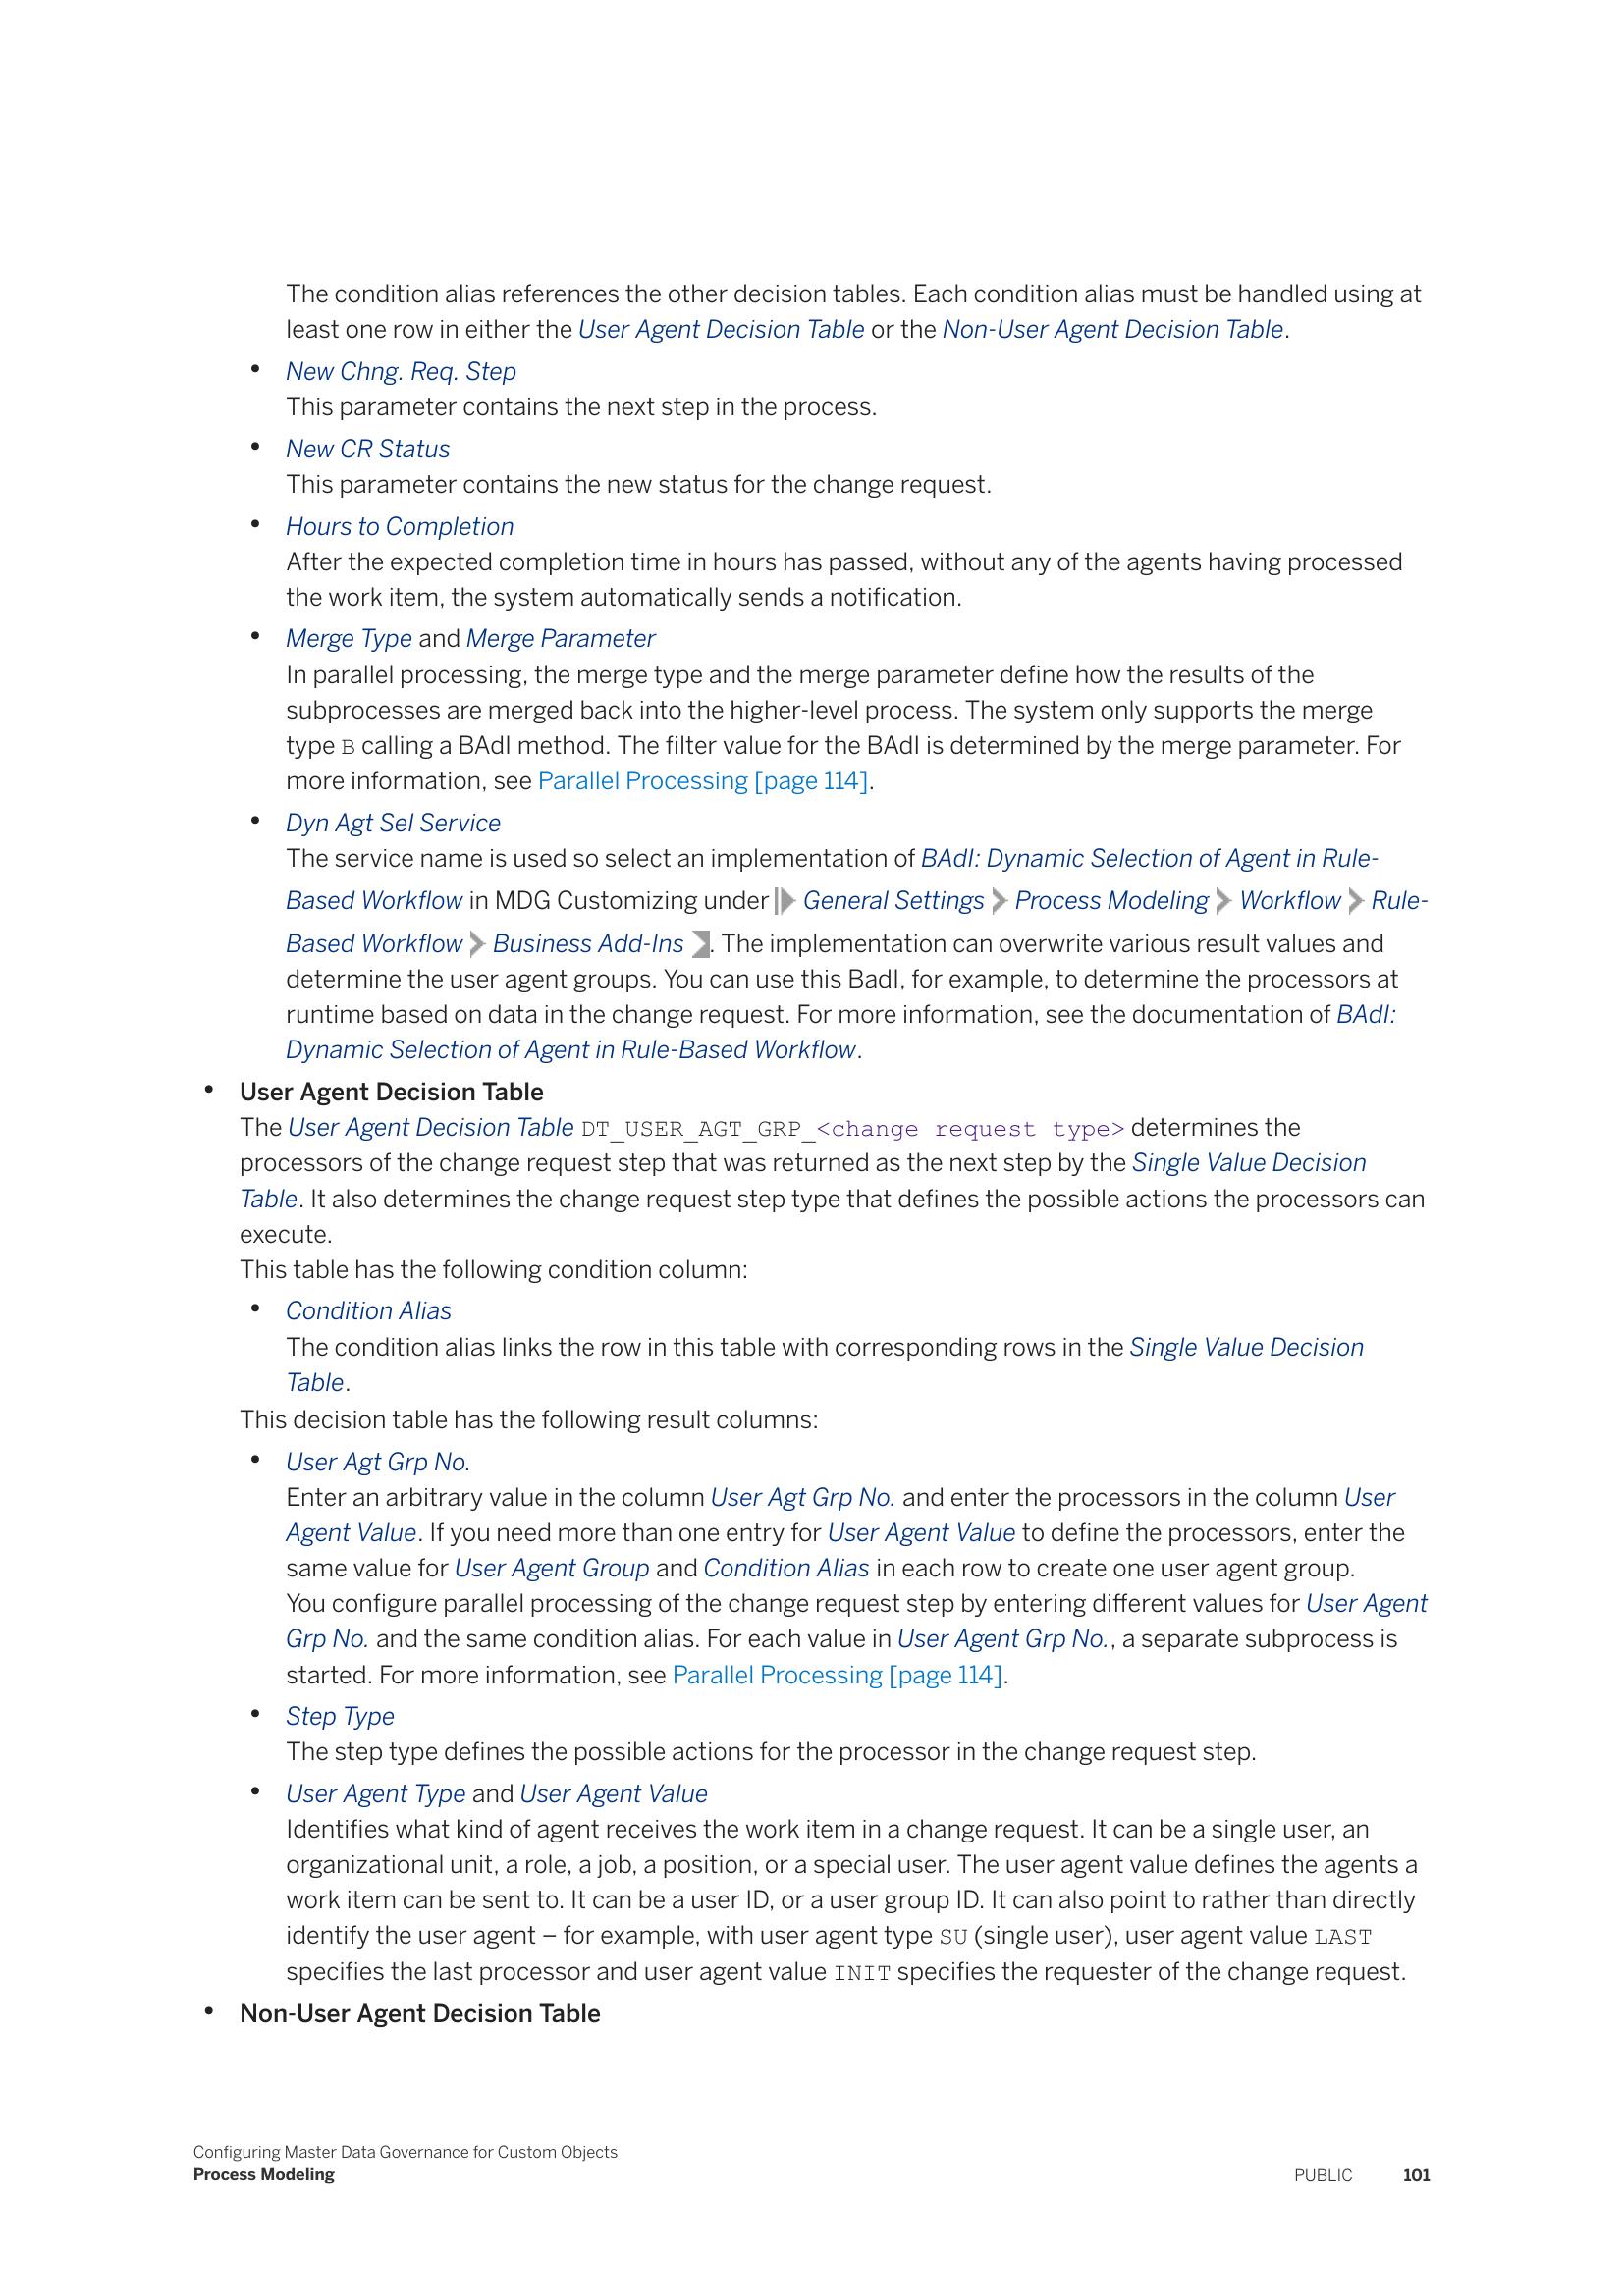 The condition alias references the other decision tables. Each condition alias must be handled using at
least one row in either the User Agent Decision Table or the Non-User Agent Decision Table.
• New Chng. Req. Step
This parameter contains the next step in the process.
• New CR Status
This parameter contains the new status for the change request.
• Hours to Completion
After the expected completion time in hours has passed, without any of the agents having processed
the work item, the system automatically sends a notification.
• Merge Type and Merge Parameter
In parallel processing, the merge type and the merge parameter define how the results of the
subprocesses are merged back into the higher-level process. The system only supports the merge
type B calling a BAdI method. The filter value for the BAdI is determined by the merge parameter. For
more information, see Parallel Processing [page 114].
• Dyn Agt Sel Service
The service name is used so select an implementation of BAdI: Dynamic Selection of Agent in Rule-
Based Workflow in MDG Customizing under General Settings Process Modeling Workflow Rule-
Based Workflow Business Add-Ins . The implementation can overwrite various result values and
determine the user agent groups. You can use this BadI, for example, to determine the processors at
runtime based on data in the change request. For more information, see the documentation of BAdI:
Dynamic Selection of Agent in Rule-Based Workflow.
• User Agent Decision Table
The User Agent Decision Table DT_USER_AGT_GRP_<change request type> determines the
processors of the change request step that was returned as the next step by the Single Value Decision
Table. It also determines the change request step type that defines the possible actions the processors can
execute.
This table has the following condition column:
• Condition Alias
The condition alias links the row in this table with corresponding rows in the Single Value Decision
Table.
This decision table has the following result columns:
• User Agt Grp No.
Enter an arbitrary value in the column User Agt Grp No. and enter the processors in the column User
Agent Value. If you need more than one entry for User Agent Value to define the processors, enter the
same value for User Agent Group and Condition Alias in each row to create one user agent group.
You configure parallel processing of the change request step by entering different values for User Agent
Grp No. and the same condition alias. For each value in User Agent Grp No., a separate subprocess is
started. For more information, see Parallel Processing [page 114].
• Step Type
The step type defines the possible actions for the processor in the change request step.
• User Agent Type and User Agent Value
Identifies what kind of agent receives the work item in a change request. It can be a single user, an
organizational unit, a role, a job, a position, or a special user. The user agent value defines the agents a
work item can be sent to. It can be a user ID, or a user group ID. It can also point to rather than directly
identify the user agent – for example, with user agent type SU (single user), user agent value LAST
specifies the last processor and user agent value INIT specifies the requester of the change request.
• Non-User Agent Decision Table
Configuring Master Data Governance for Custom Objects
Process Modeling
PUBLIC 101